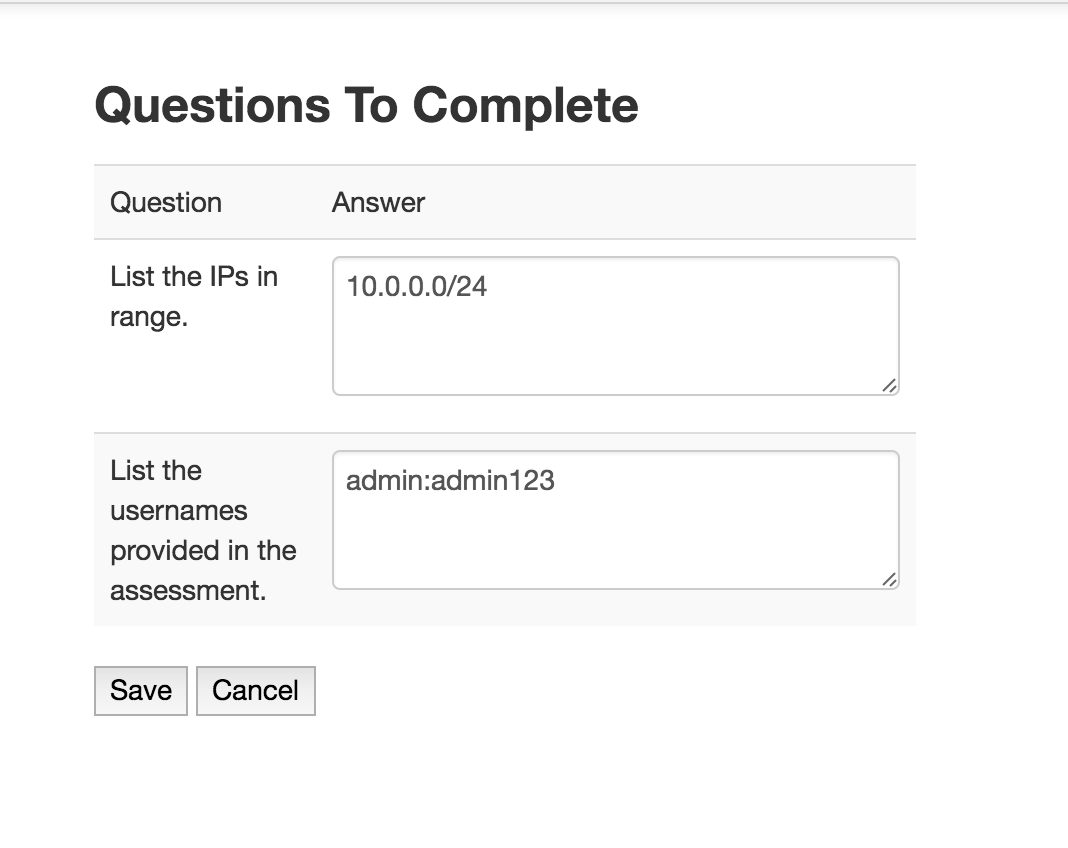 Questions To Complete
Question Answer
List the IPs in
range.
10.0.0.0/24
List the
usernames
provided in the
assessment.
admin:admin123
Save Cancel